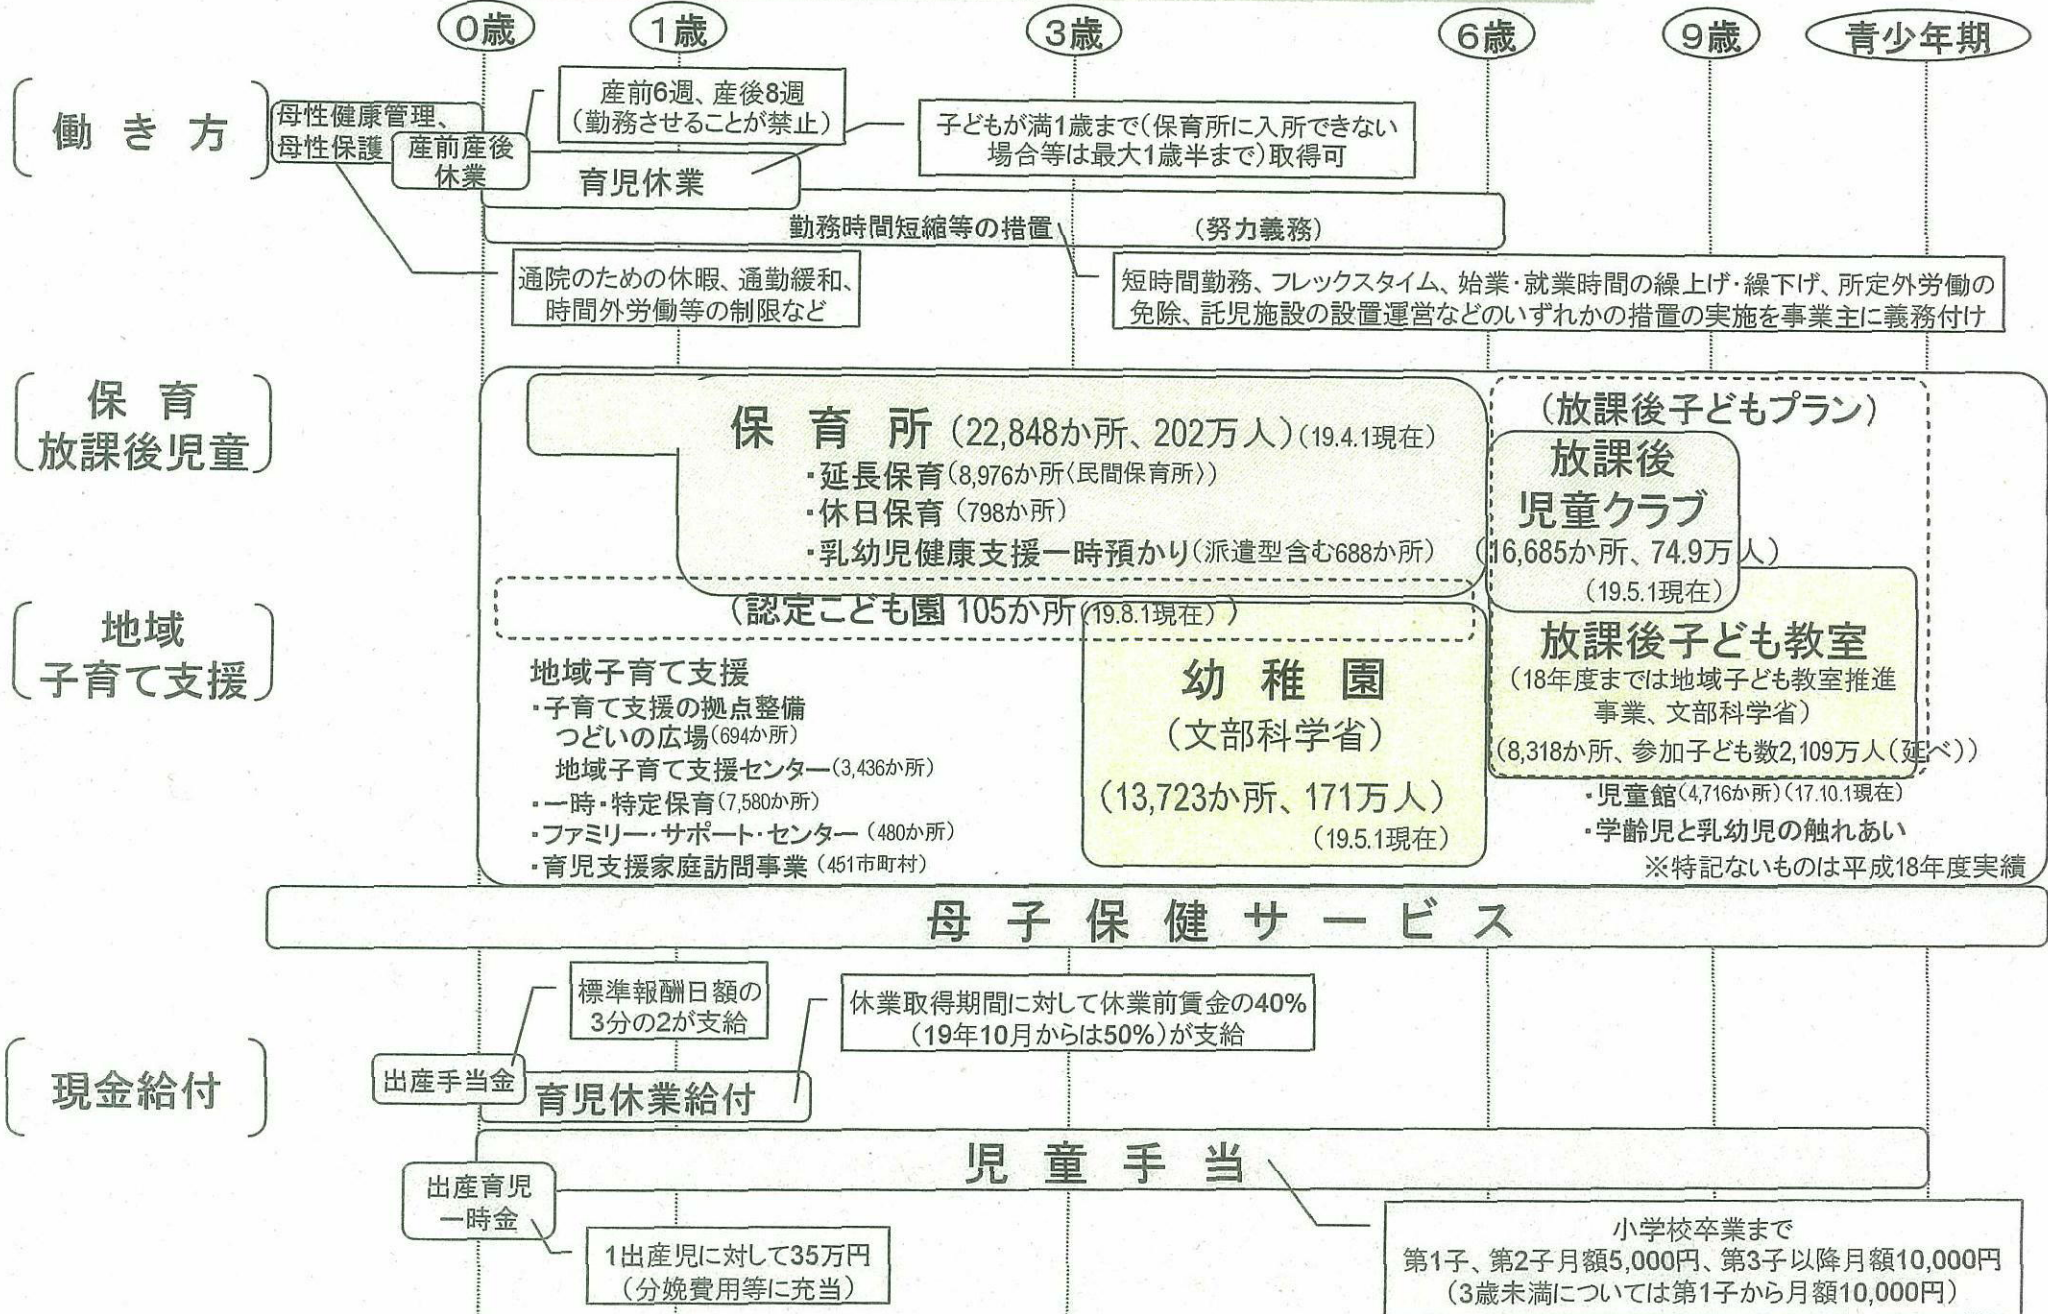 0歳
1歳
3歳
6歳
9歳
青少年期
働き方
母性健康管理、
母性保護
産前産後
休業
産前6週、産後8週
(勤務させることが禁止)
育児休業
子どもが満1歳まで(保育所に入所できない
場合等は最大1歳半まで)取得可
勤務時間短縮等の措置 (努力義務)
通院のための休暇、通勤緩和、
時間外労働等の制限など
短時間勤務、フレックスタイム、始業・就業時間の繰上げ・繰下げ、所定外労働の
免除、託児施設の設置運営などのいずれかの措置の実施を事業主に義務付け
保育
放課後児童
保育所(22,848か所、202万人)(19.4.1現在)
・延長保育(8,976か所〈民間保育所〉)
・休日保育(798か所)
・乳幼児健康支援一時預かり(派遣型含む688か所)
(放課後子どもプラン)
放課後
児童クラブ
(16,685か所、74.9万人)
(19.5.1現在)
地域
子育て支援
(認定こども園 105か所(19.8.1現在))
地域子育て支援
・子育て支援の拠点整備
つどいの広場(694か所)
地域子育て支援センター(3,436か所)
・一時・特定保育(7,580か所)
・ファミリー・サポート・センター(480か所)
・育児支援家庭訪問事業(451市町村)
幼稚園
(文部科学省)
(13,723か所、171万人)
(19.5.1現在)
放課後子ども教室
(18年度までは地域子ども教室推進
事業、文部科学省)
(8,318か所、参加子ども数2,109万人(延べ))
・児童館(4,716か所)(17.10.1現在)
・学齢児と乳幼児の触れあい
※特記ないものは平成18年度実績
母子保健サービス
現金給付
標準報酬日額の
3分の2が支給
休業取得期間に対して休業前賃金の40%
(19年10月からは50%)が支給
出産手当金
育児休業給付
児童手当
出産育児
一時金
1出産児に対して35万円
(分娩費用等に充当)
小学校卒業まで
第1子、第2子月額5,000円、第3子以降月額10,000円
(3歳未満については第1子から月額10,000円)